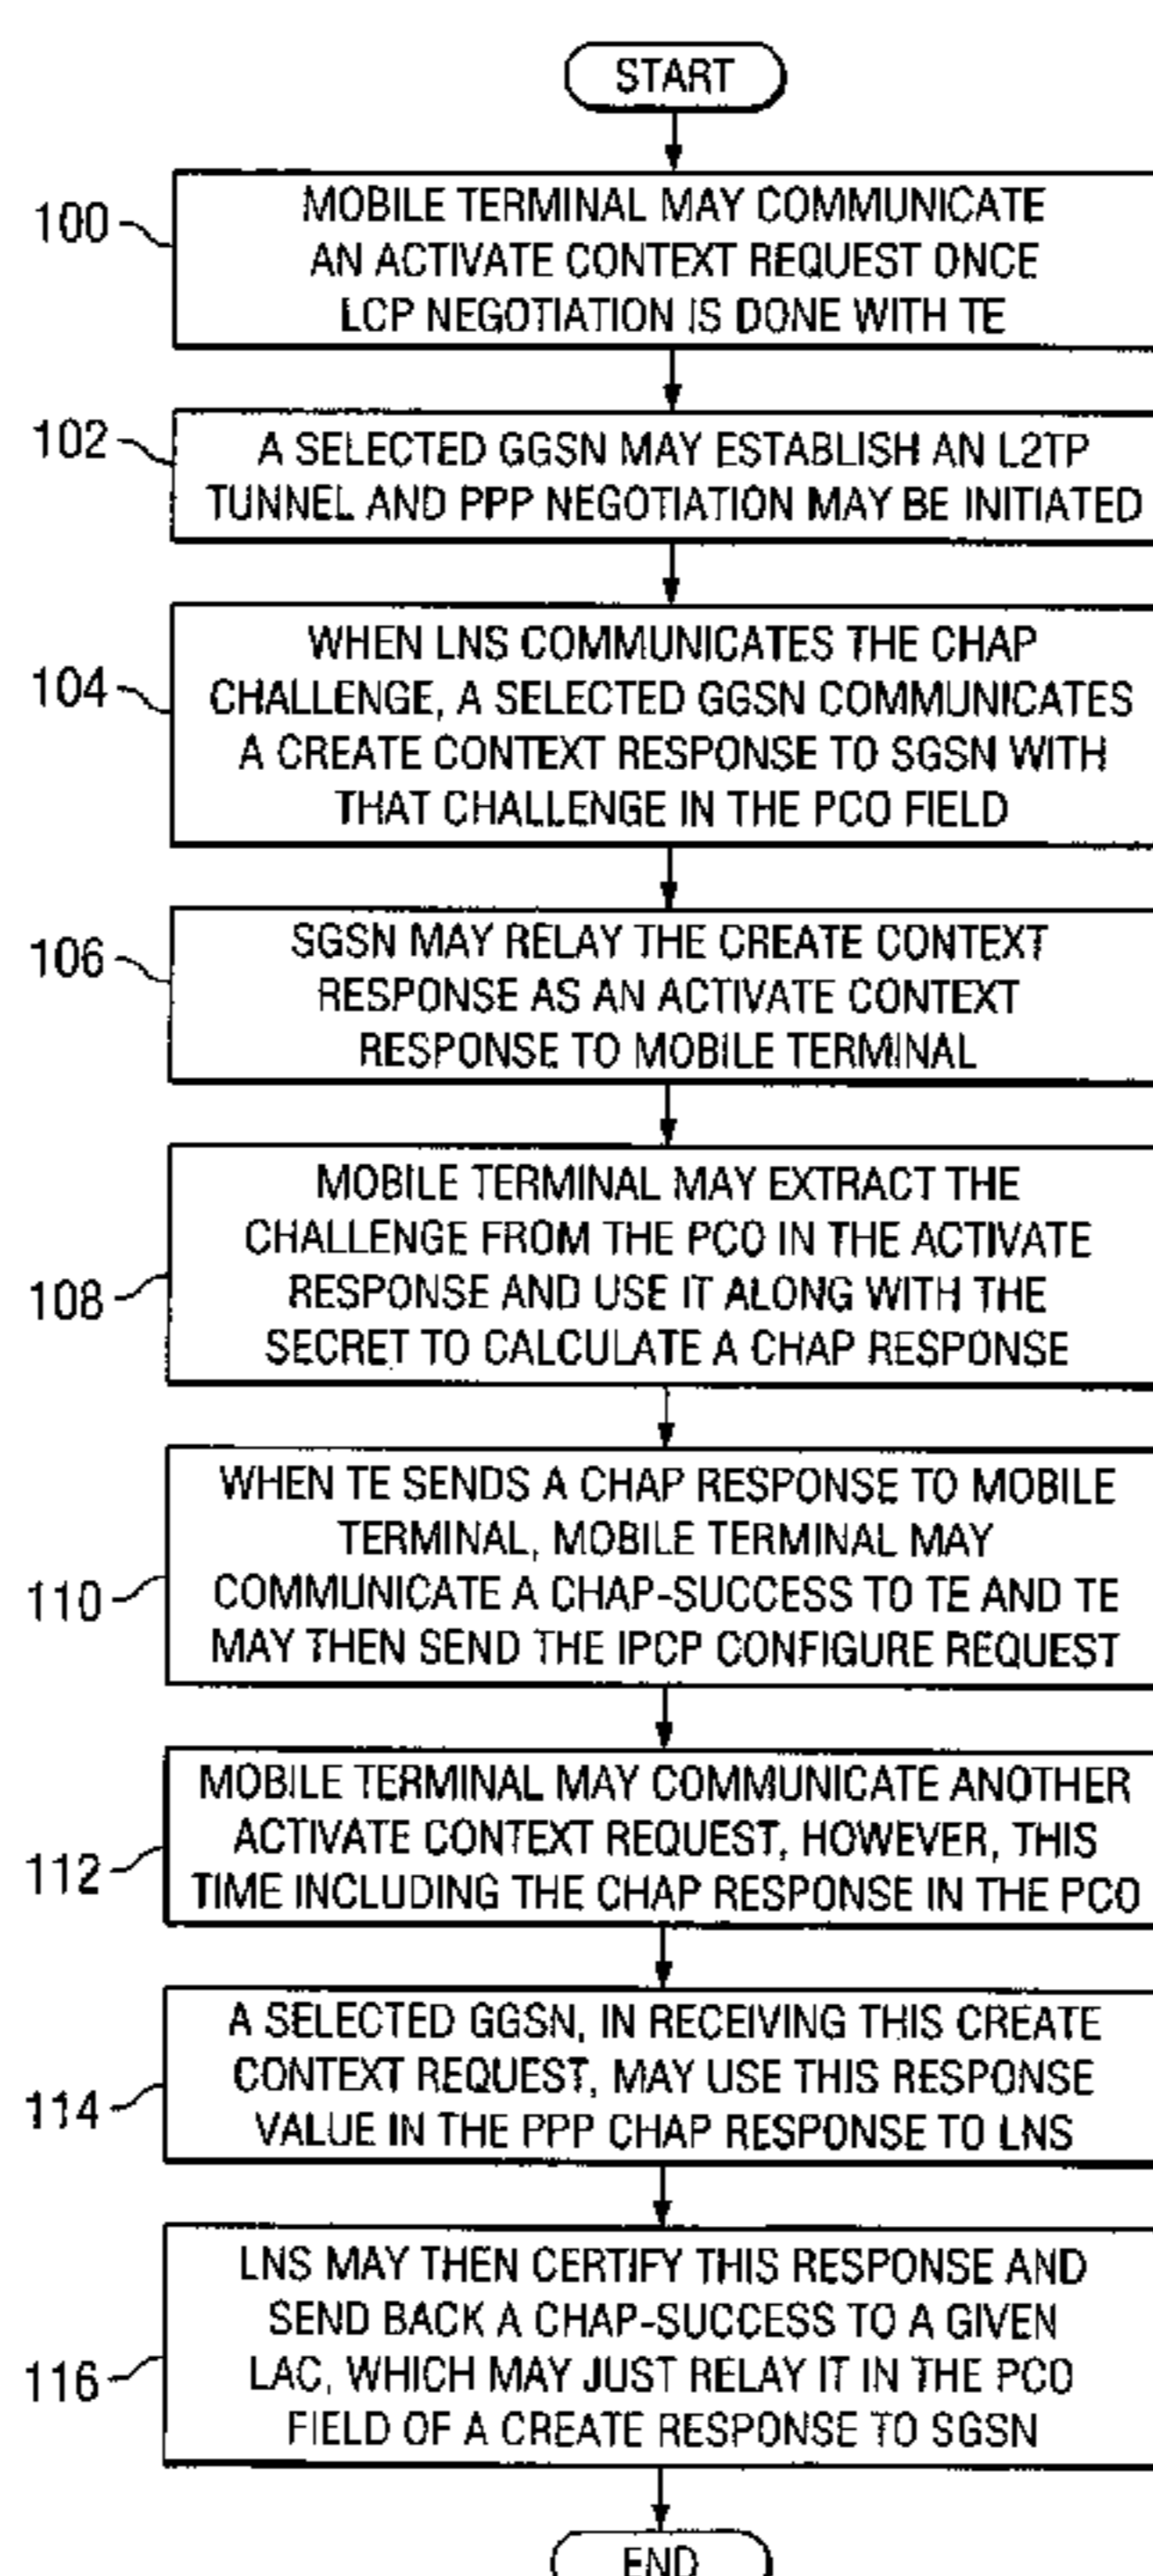 START
100
MOBILE TERMINAL MAY COMMUNICATE
AN ACTIVATE CONTEXT REQUEST ONCE
LCP NEGOTIATION IS DONE WITH TE
102
A SELECTED GGSN MAY ESTABLISH AN L2TP
TUNNEL AND PPP NEGOTIATION MAY BE INITIATED
104
WHEN LNS COMMUNICATES THE CHAP
CHALLENGE, A SELECTED GGSN COMMUNICATES
A CREATE CONTEXT RESPONSE TO SGSN WITH
THAT CHALLENGE IN THE PCO FIELD
106
SGSN MAY RELAY THE CREATE CONTEXT
RESPONSE AS AN ACTIVATE CONTEXT
RESPONSE TO MOBILE TERMINAL
108
MOBILE TERMINAL MAY EXTRACT THE
CHALLENGE FROM THE PCO IN THE ACTIVATE
RESPONSE AND USE IT ALONG WITH THE
SECRET TO CALCULATE A CHAP RESPONSE
110
WHEN TE SENDS A CHAP RESPONSE TO MOBILE
TERMINAL, MOBILE TERMINAL MAY
COMMUNICATE A CHAP-SUCCESS TO TE AND TE
MAY THEN SEND THE IPCP CONFIGURE REQUEST
112
MOBILE TERMINAL MAY COMMUNICATE ANOTHER
ACTIVATE CONTEXT REQUEST, HOWEVER, THIS
TIME INCLUDING THE CHAP RESPONSE IN THE PCO
114
A SELECTED GGSN, IN RECEIVING THIS CREATE
CONTEXT REQUEST, MAY USE THIS RESPONSE
VALUE IN THE PPP CHAP RESPONSE TO LNS
116
LNS MAY THEN CERTIFY THIS RESPONSE AND
SEND BACK A CHAP-SUCCESS TO A GIVEN
LAC, WHICH MAY JUST RELAY IT IN THE PCO
FIELD OF A CREATE RESPONSE TO SGSN
END